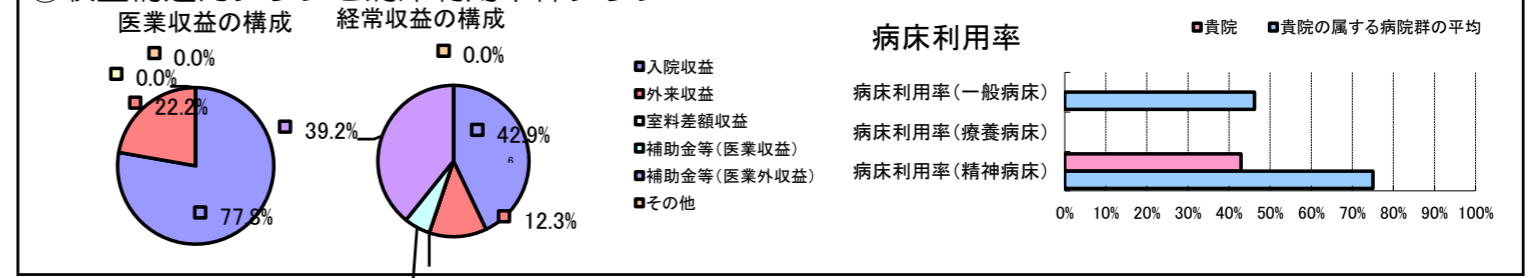 医業収益の構成
経常収益の構成
0.0%
0.0%
22.2%
77.8%
0.0%
39.2%
42.9%
6
12.3%
入院収益
外来収益
室料差額収益
補助金等(医業収益)
補助金等(医業外収益)
その他
病床利用率
貴院
貴院の属する病院群の平均
病床利用率(一般病床)
病床利用率(療養病床)
病床利用率(精神病床)
0% 10% 20% 30% 40% 50% 60% 70% 80% 90% 100%